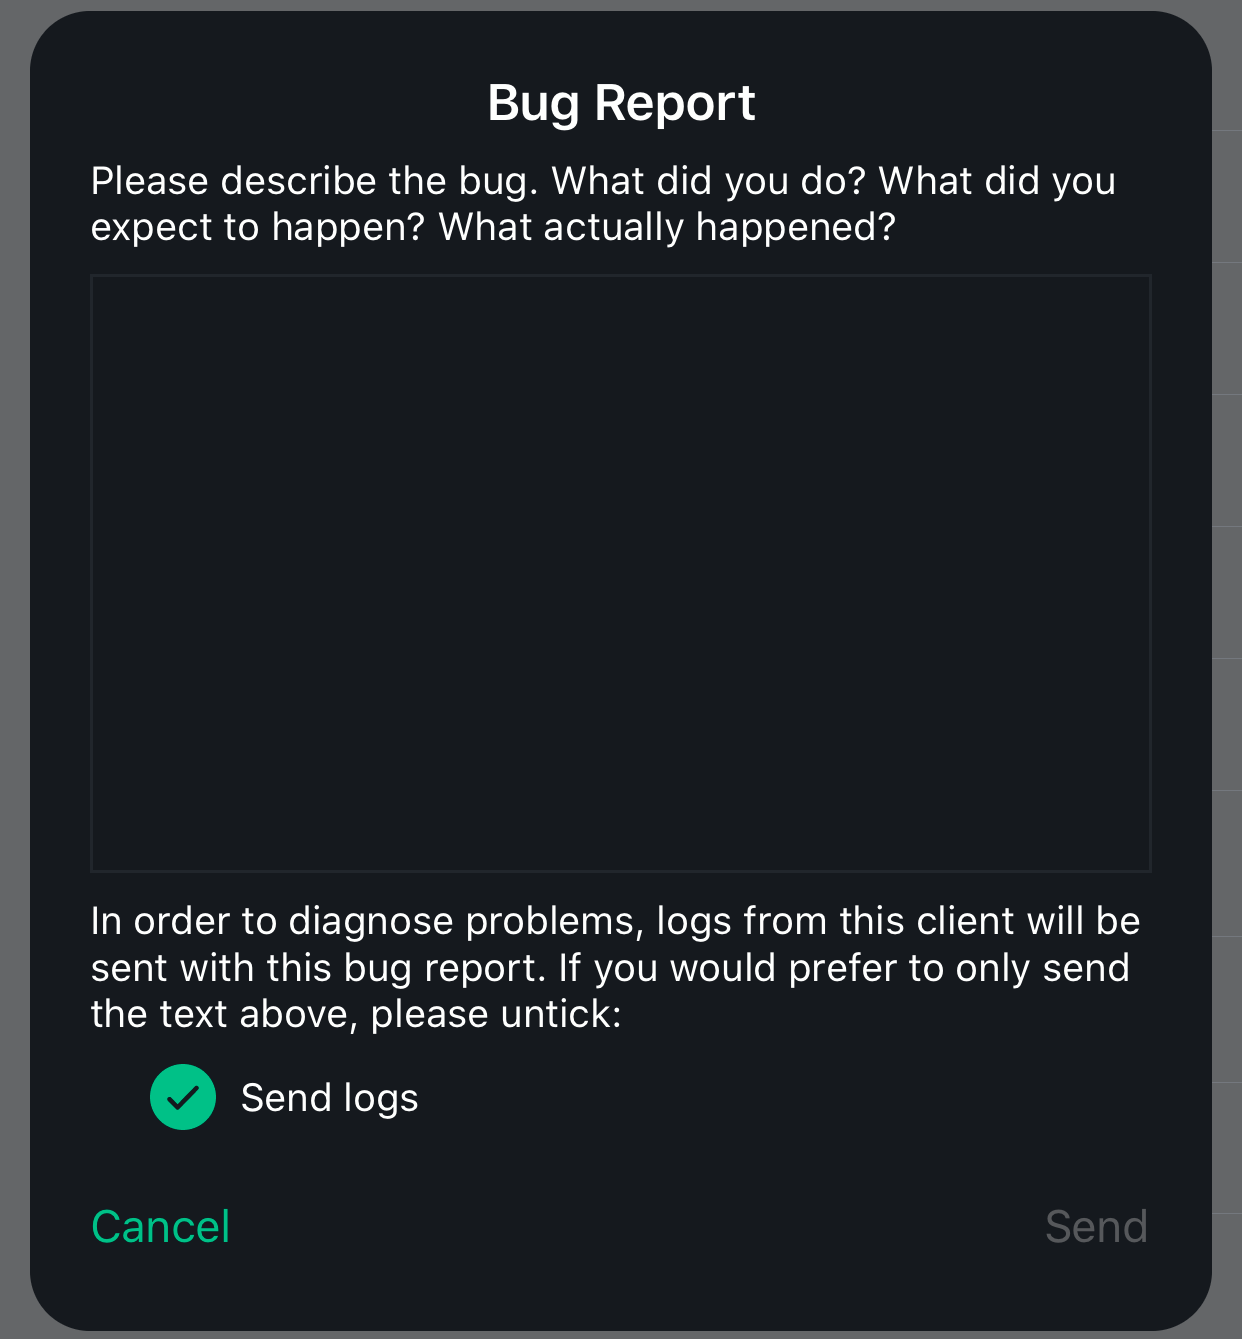 Bug Report
Please describe the bug. What did you do? What did you
expect to happen? What actually happened?
In order to diagnose problems, logs from this client will be
sent with this bug report. If you would prefer to only send
the text above, please untick:
Send logs
Cancel
Send